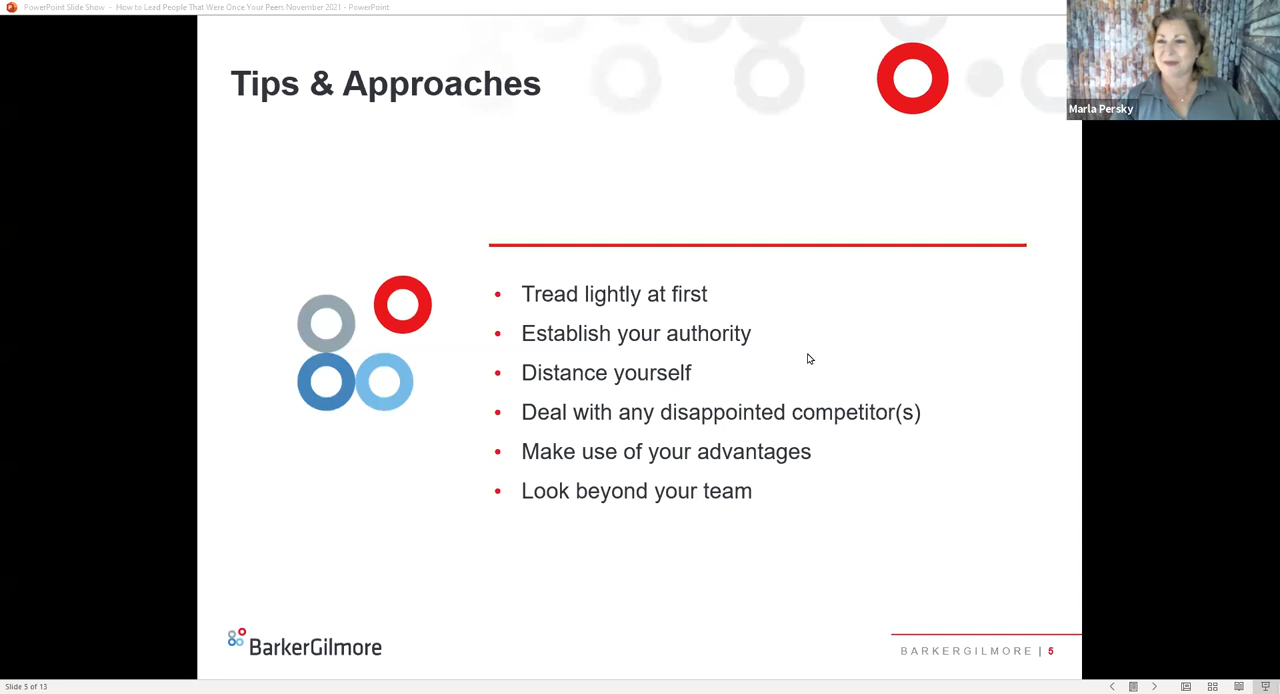 PowerPoint Slide Show - How to Lead People That Were Once Your Peers November 2021 - PowerPoint
Tips & Approaches
Marla Persky
• Tread lightly at first
• Establish your authority
• Distance yourself
• Deal with any disappointed competitor(s)
• Make use of your advantages
• Look beyond your team
BarkerGilmore
BARKERGILMORE | 5
Slide 5 of 13